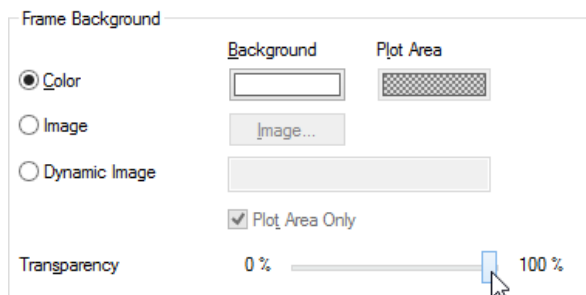 Frame Background
Background Plot Area
Color
Image
Image...
Dynamic Image
Plot Area Only
Transparency 0 % 100 %